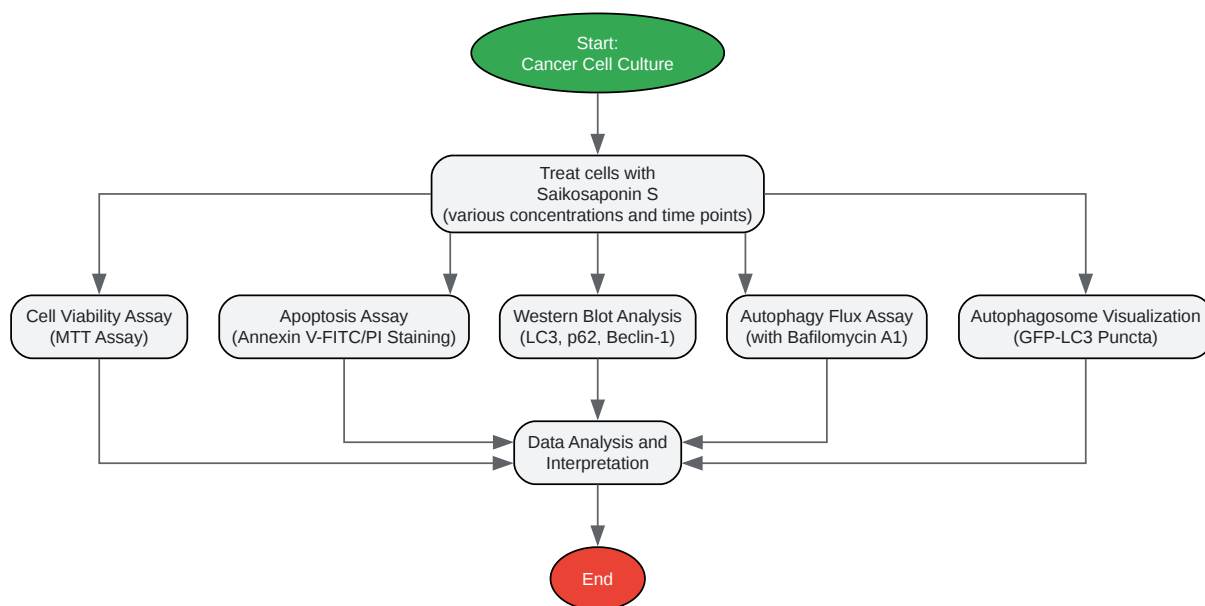 Start:
Cancer Cell Culture
Treat cells with
Saikosaponin S
(various concentrations and time points)
Cell Viability Assay
(MTT Assay)
Apoptosis Assay
(Annexin V-FITC/PI Staining)
Western Blot Analysis
(LC3, p62, Beclin-1)
Autophagy Flux Assay
(with Bafilomycin A1)
Autophagosome Visualization
(GFP-LC3 Puncta)
Data Analysis and
Interpretation
End